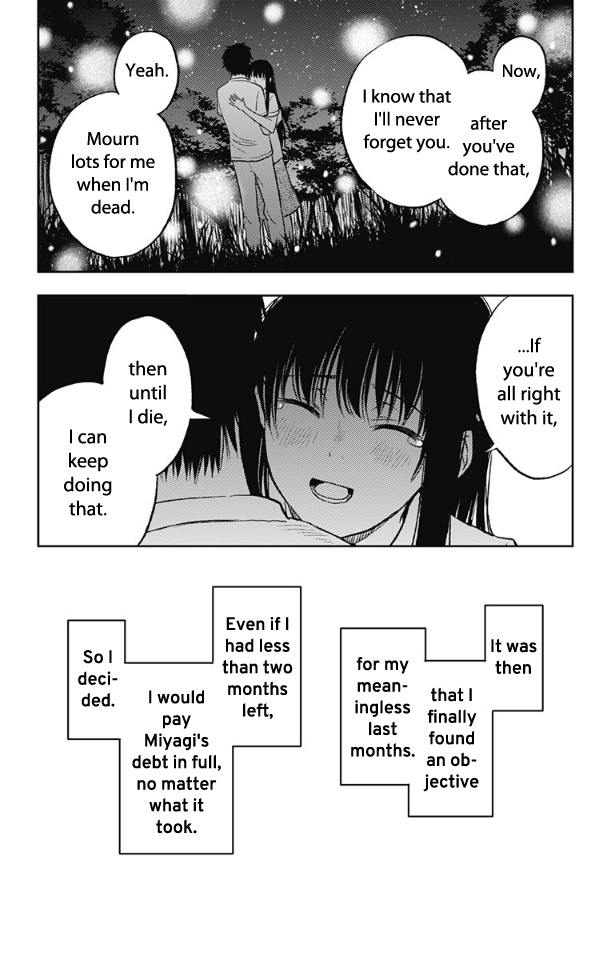 Now,
after
you've
done that,
I know that
I'll never
forget you.
Yeah.
Mourn
lots for me
when I'm
dead.
...If
you're
all right
with it,
then
until
I die,
I can
keep
doing
that.
It was
then
that I
finally
found
an ob-
jective
for my
mean-
ingless
last
months.
Even if I
had less
than two
months
left,
I would
pay
Miyagi's
debt in full,
no matter
what it
took.
So I
deci-
ded.